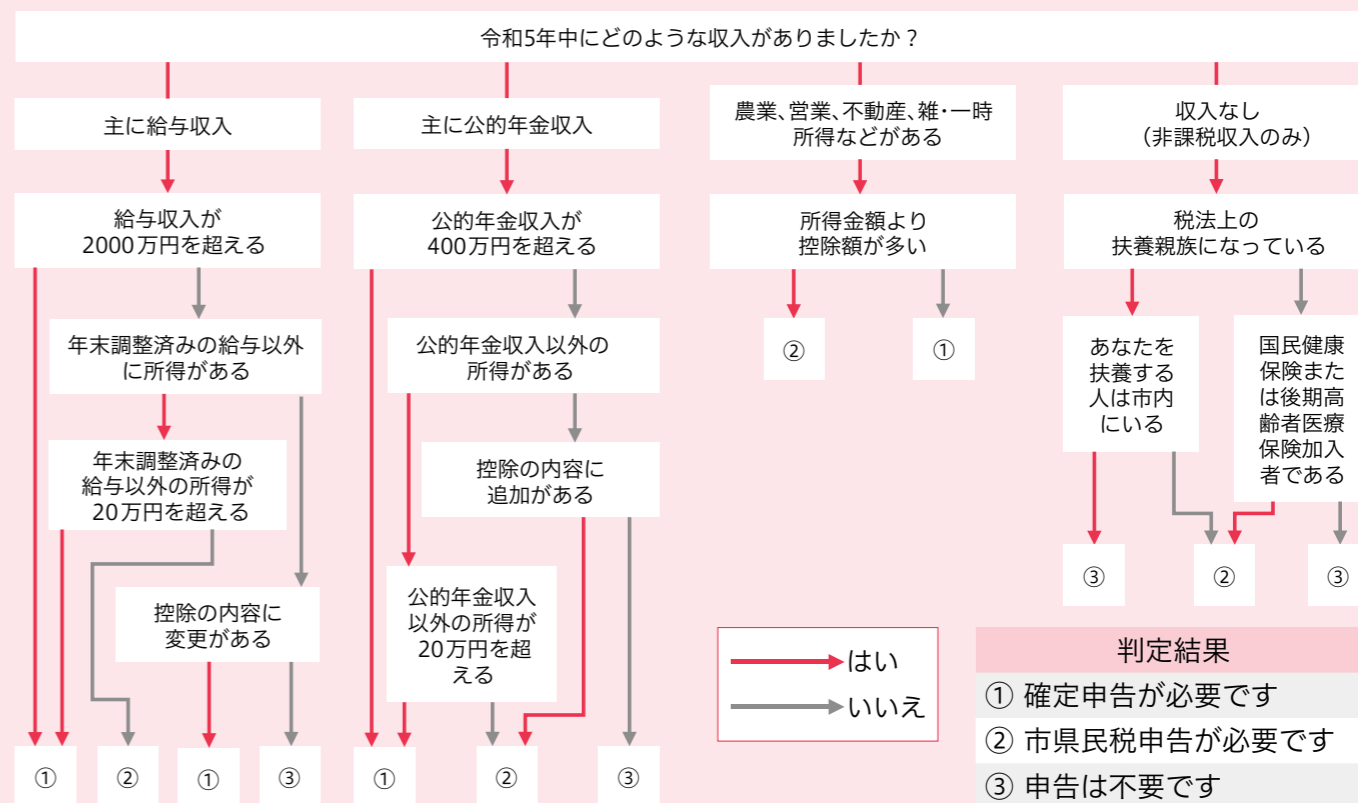 令和5年中にどのような収入がありましたか？
主に給与収入
給与収入が
2000万円を超える
年末調整済みの給与以外
に所得がある
年末調整済みの
給与以外の所得が
20万円を超える
控除の内容に
変更がある
①
②
①
③
主に公的年金収入
公的年金収入が
400万円を超える
公的年金収入以外の
所得がある
控除の内容に
追加がある
公的年金収入
以外の所得が
20万円を超
える
①
②
③
農業、営業、不動産、雑・一時
所得などがある
所得金額より
控除額が多い
②
①
収入なし
（非課税収入のみ）
税法上の
扶養親族になっている
あなたを
扶養する
人は市内
にいる
国民健康
保険また
は後期高
齢者医療
保険加入
者である
③
②
③
はい
いいえ
判定結果
① 確定申告が必要です
② 市県民税申告が必要です
③ 申告は不要です